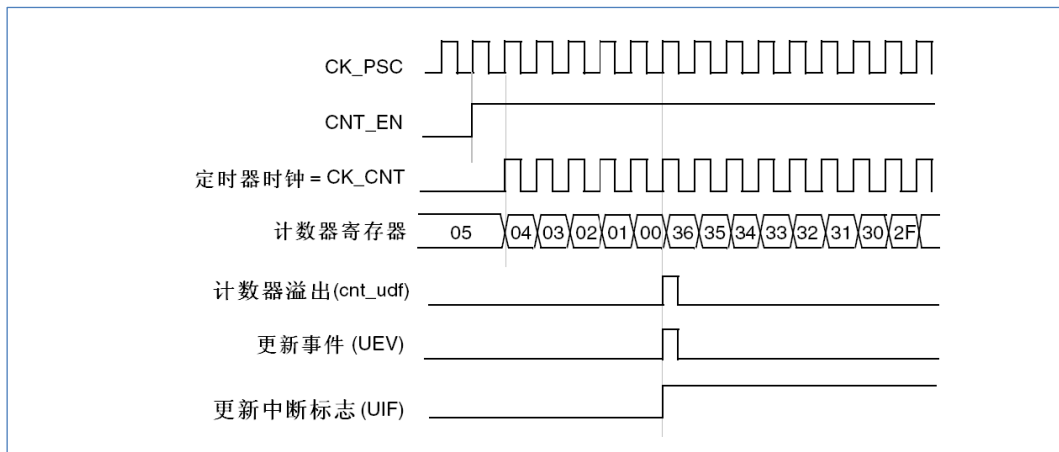 CK_PSC
CNT_EN
定时器时钟 = CK_CNT
计数器寄存器 05 04 03 02 01 00 36 35 34 33 32 31 30 2F
计数器溢出(cnt_udf)
更新事件 (UEV)
更新中断标志(UIF)